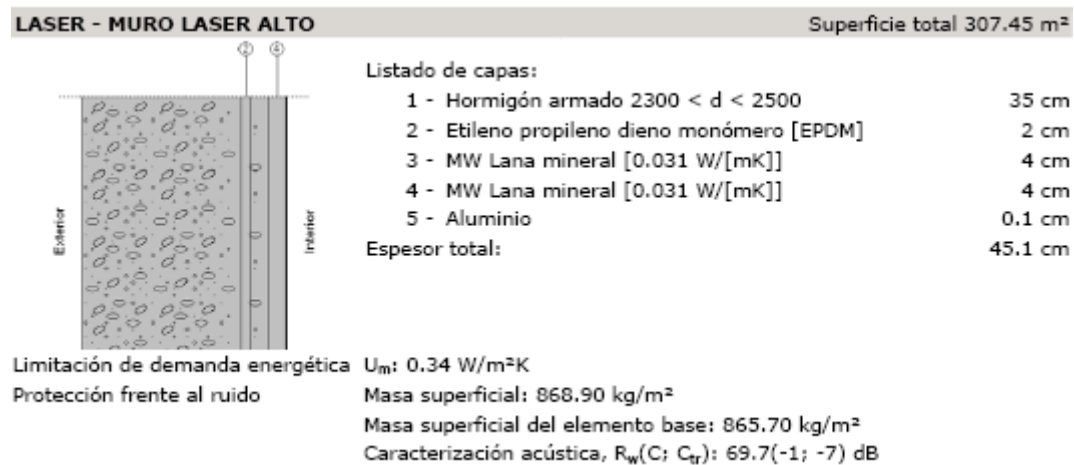 LASER - MURO LASER ALTO Superficie total 307.45 m²
② ④
Listado de capas:
1 - Hormigón armado 2300 < d < 2500 35 cm
2 - Etileno propileno dieno monómero [EPDM] 2 cm
3 - MW Lana mineral [0.031 W/[mK]] 4 cm
4 - MW Lana mineral [0.031 W/[mK]] 4 cm
5 - Aluminio 0.1 cm
Espesor total: 45.1 cm
Exterior
Interior
Limitación de demanda energética Um: 0.34 W/m²K
Protección frente al ruido Masa superficial: 868.90 kg/m²
Masa superficial del elemento base: 865.70 kg/m²
Caracterización acústica, Rw(C; Ctr): 69.7(-1; -7) dB